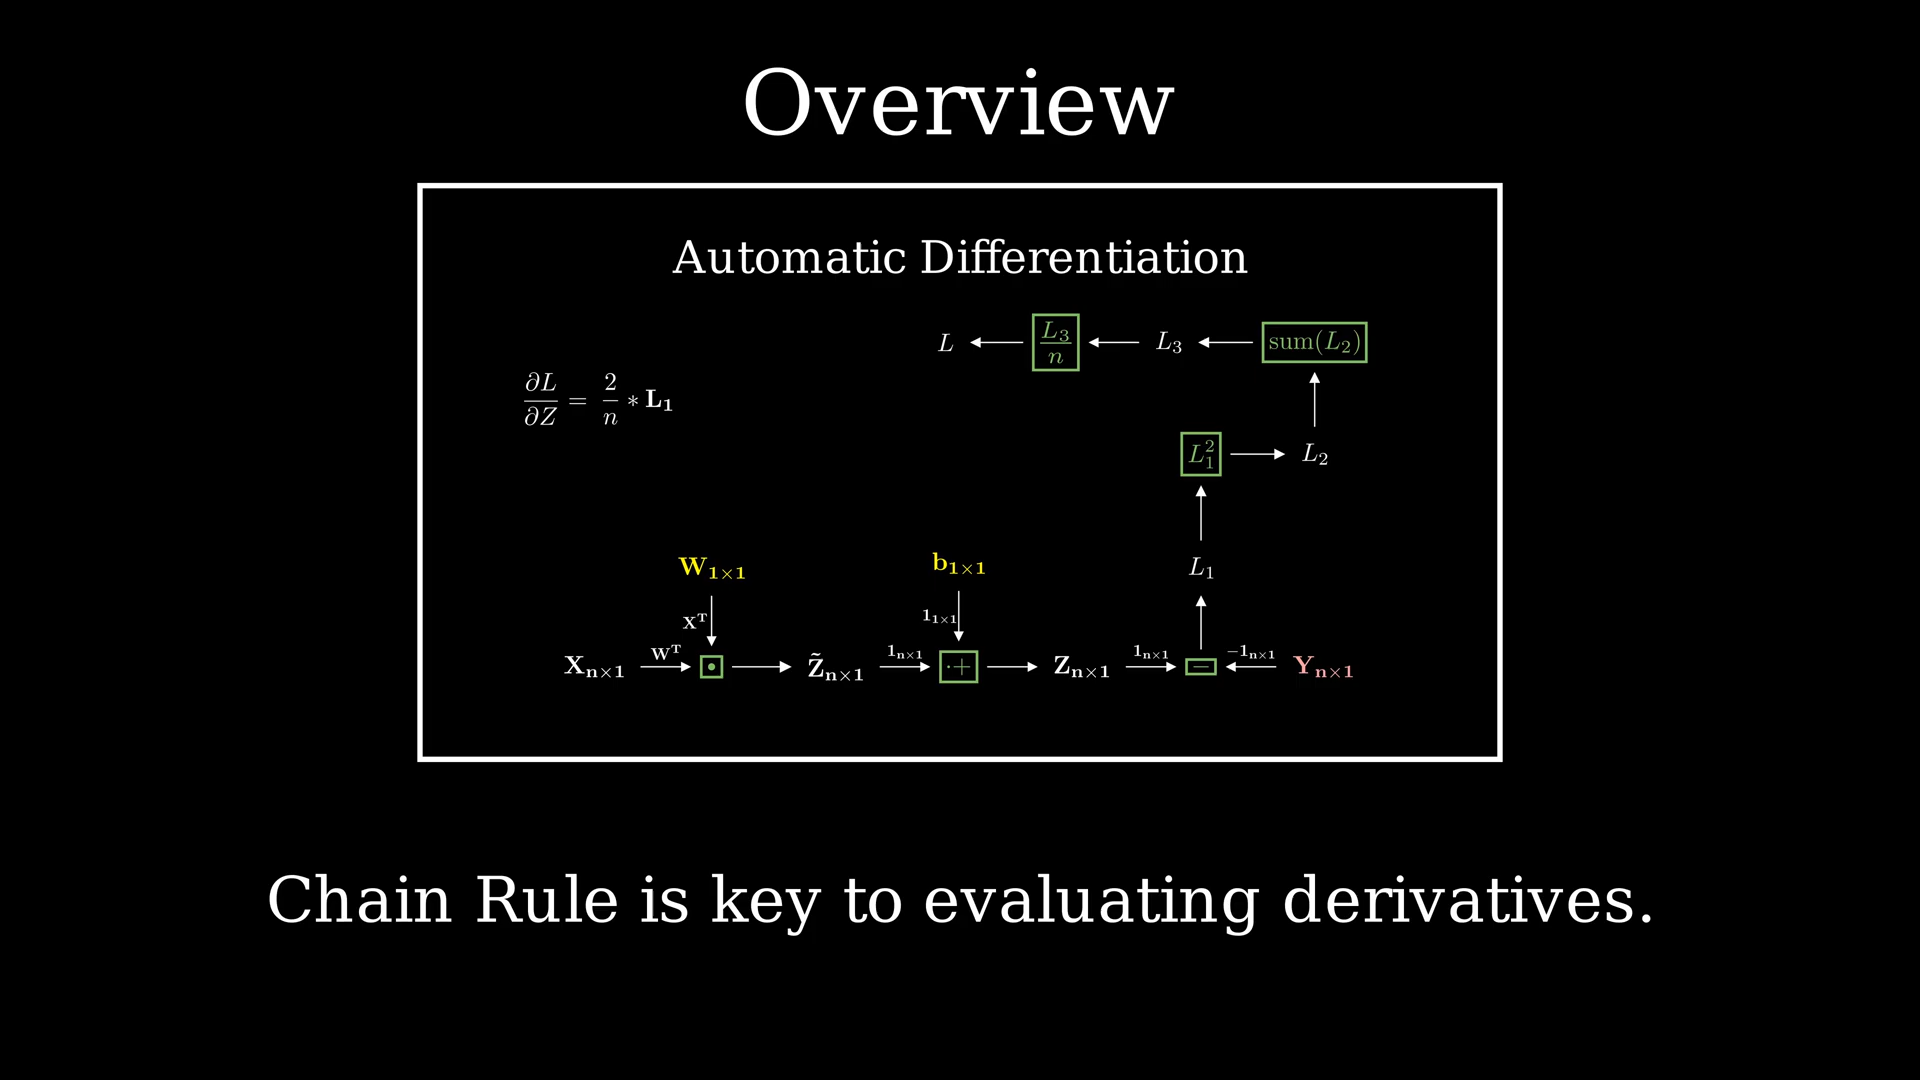 Overview
Automatic Differentiation
L L₃/n L₃ sum(L₂)
∂L/∂Z = 2/n * L₁
L₁² L₂
W₁ₓ₁ b₁ₓ₁ L₁
Xᵀ 1₁ₓ₁
Xₙₓ₁ Wᵀ • Z̃ₙₓ₁ 1ₙₓ₁ ·+ Zₙₓ₁ 1ₙₓ₁ − −1ₙₓ₁ Yₙₓ₁
Chain Rule is key to evaluating derivatives.